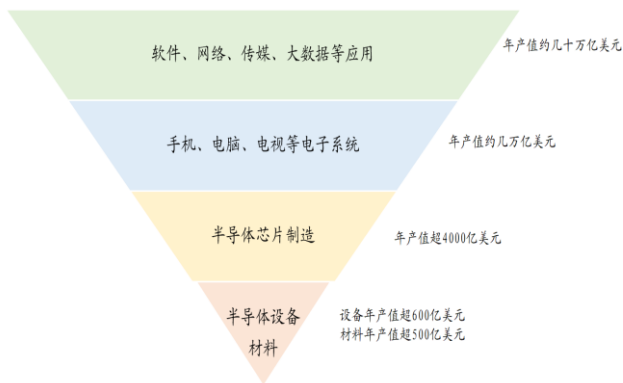 软件、网络、传媒、大数据等应用
年产值约几十万亿美元
手机、电脑、电视等电子系统
年产值约几万亿美元
半导体芯片制造
年产值超4000亿美元
半导体设备
材料
设备年产值超600亿美元
材料年产值超500亿美元